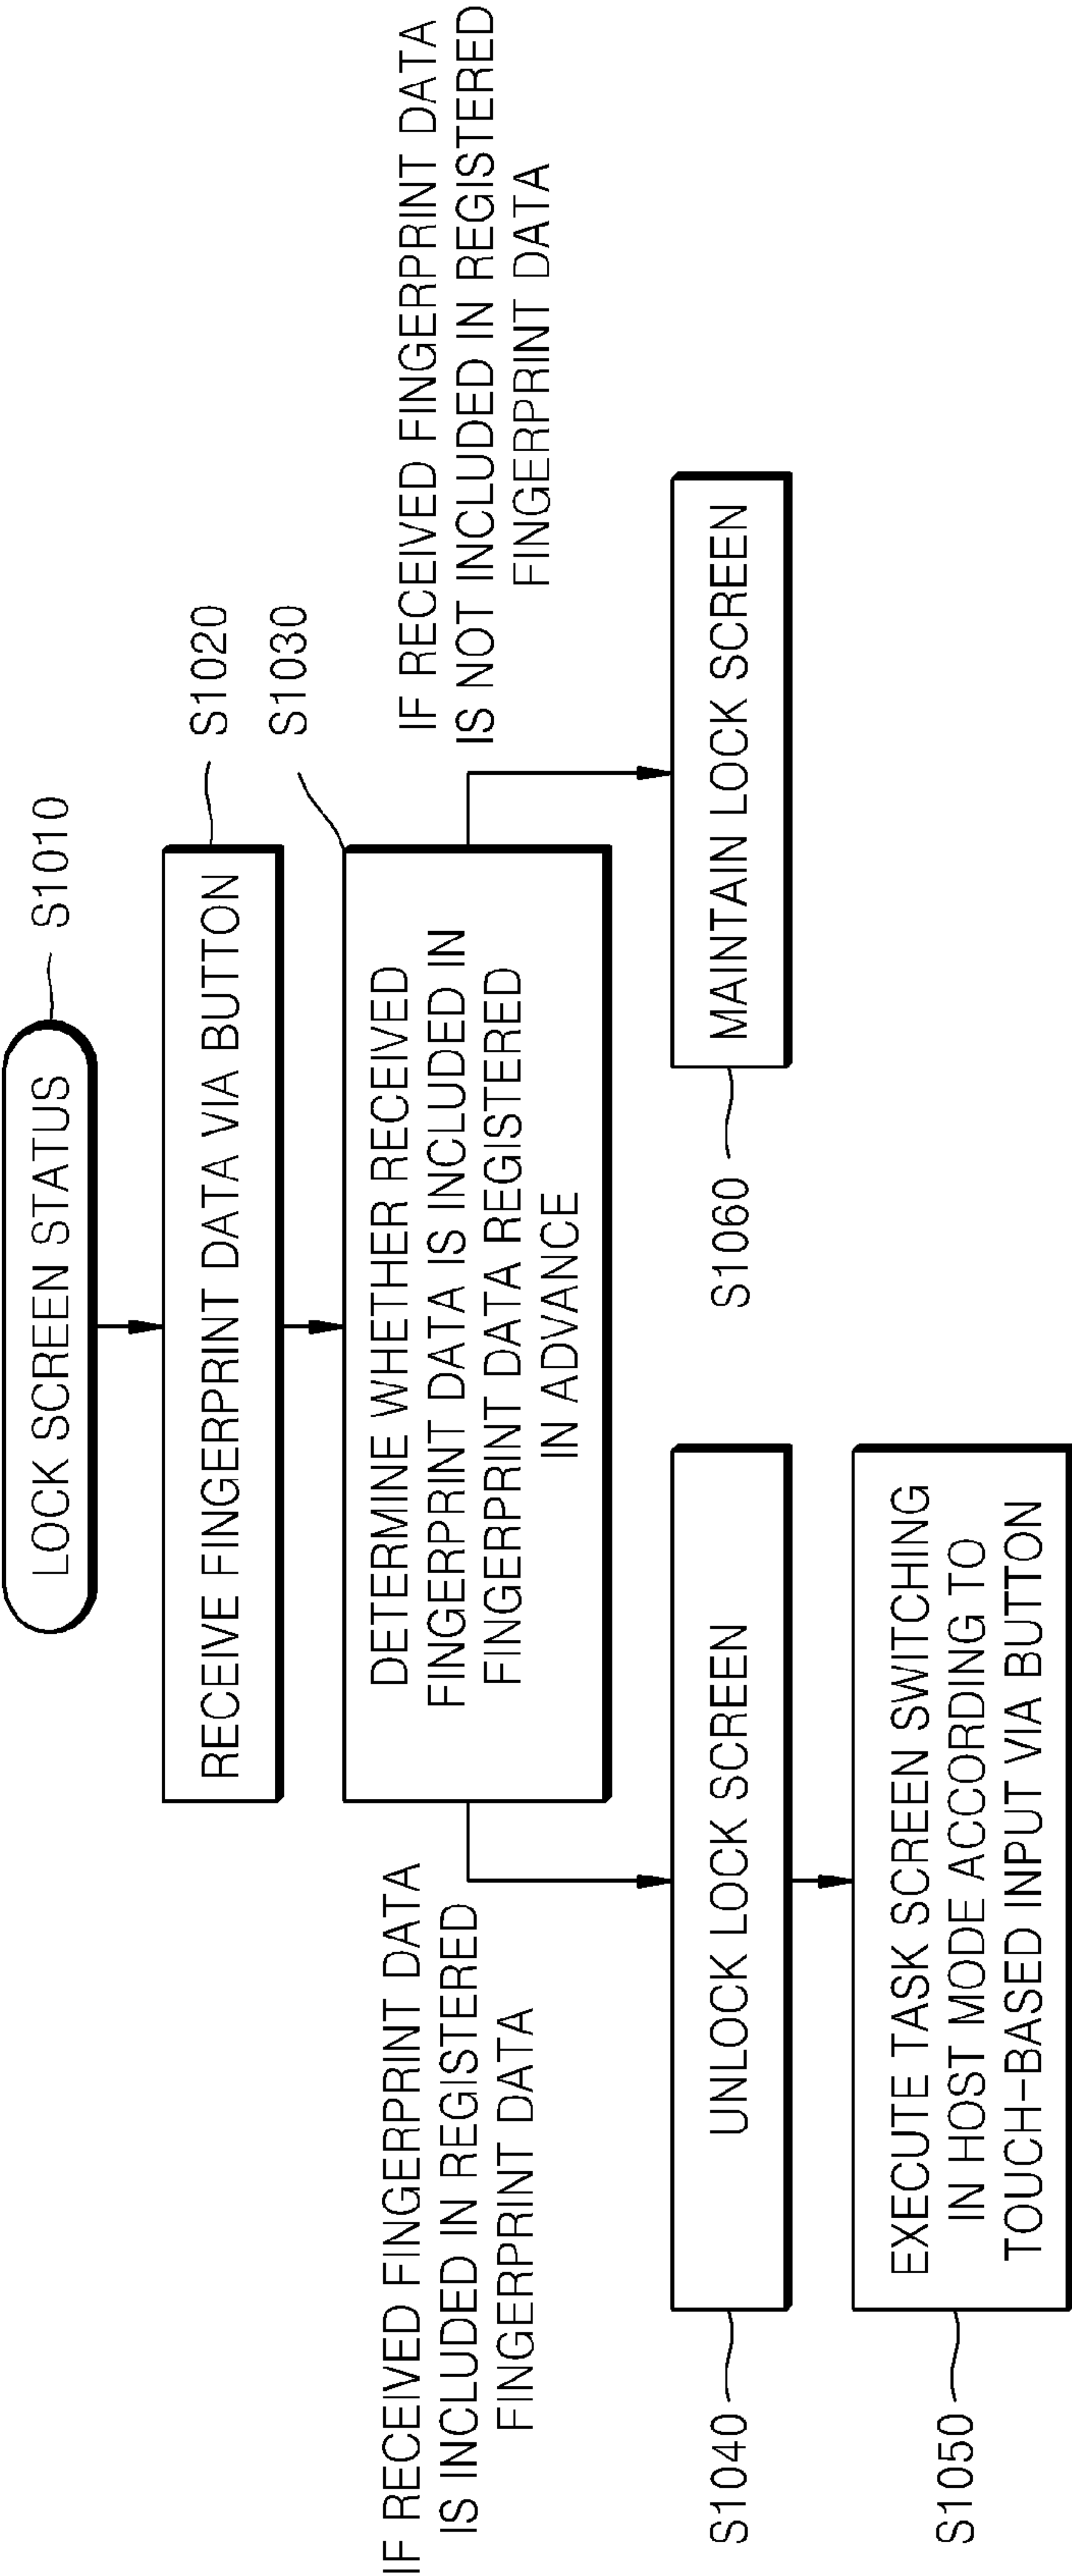 LOCK SCREEN STATUS
S1010
RECEIVE FINGERPRINT DATA VIA BUTTON
S1020
S1030
DETERMINE WHETHER RECEIVED
FINGERPRINT DATA IS INCLUDED IN
FINGERPRINT DATA REGISTERED
IN ADVANCE
IF RECEIVED FINGERPRINT DATA
IS INCLUDED IN REGISTERED
FINGERPRINT DATA
IF RECEIVED FINGERPRINT DATA
IS NOT INCLUDED IN REGISTERED
FINGERPRINT DATA
S1040
UNLOCK LOCK SCREEN
S1060
MAINTAIN LOCK SCREEN
S1050
EXECUTE TASK SCREEN SWITCHING
IN HOST MODE ACCORDING TO
TOUCH-BASED INPUT VIA BUTTON